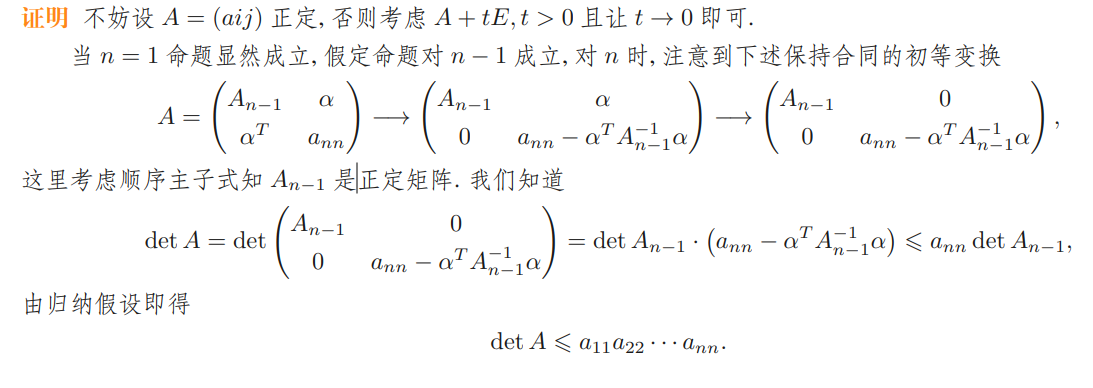 证明 不妨设 $A = (aij)$ 正定, 否则考虑 $A + tE, t > 0$ 且让 $t \to 0$ 即可.
当 $n = 1$ 命题显然成立, 假定命题对 $n - 1$ 成立, 对 $n$ 时, 注意到下述保持合同的初等变换
$A = \begin{pmatrix} A_{n-1} & \alpha \\ \alpha^T & a_{nn} \end{pmatrix} \longrightarrow \begin{pmatrix} A_{n-1} & \alpha \\ 0 & a_{nn} - \alpha^T A_{n-1}^{-1} \alpha \end{pmatrix} \longrightarrow \begin{pmatrix} A_{n-1} & 0 \\ 0 & a_{nn} - \alpha^T A_{n-1}^{-1} \alpha \end{pmatrix},$
这里考虑顺序主子式知 $A_{n-1}$ 是正定矩阵. 我们知道
$\det A = \det \begin{pmatrix} A_{n-1} & 0 \\ 0 & a_{nn} - \alpha^T A_{n-1}^{-1} \alpha \end{pmatrix} = \det A_{n-1} \cdot \left( a_{nn} - \alpha^T A_{n-1}^{-1} \alpha \right) \leqslant a_{nn} \det A_{n-1},$
由归纳假设即得
$\det A \leqslant a_{11} a_{22} \cdots a_{nn}.$